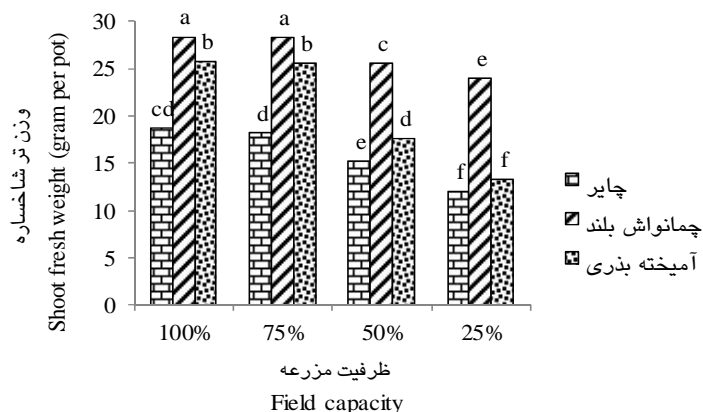 وزن تر شاخساره
Shoot fresh weight (gram per pot)
30
25
20
15
10
5
0
cd a b
d a b
e c d
f e f
100% 75% 50% 25%
ظرفیت مزرعه
Field capacity
چایر
چمانواش بلند
آمیخته بذری